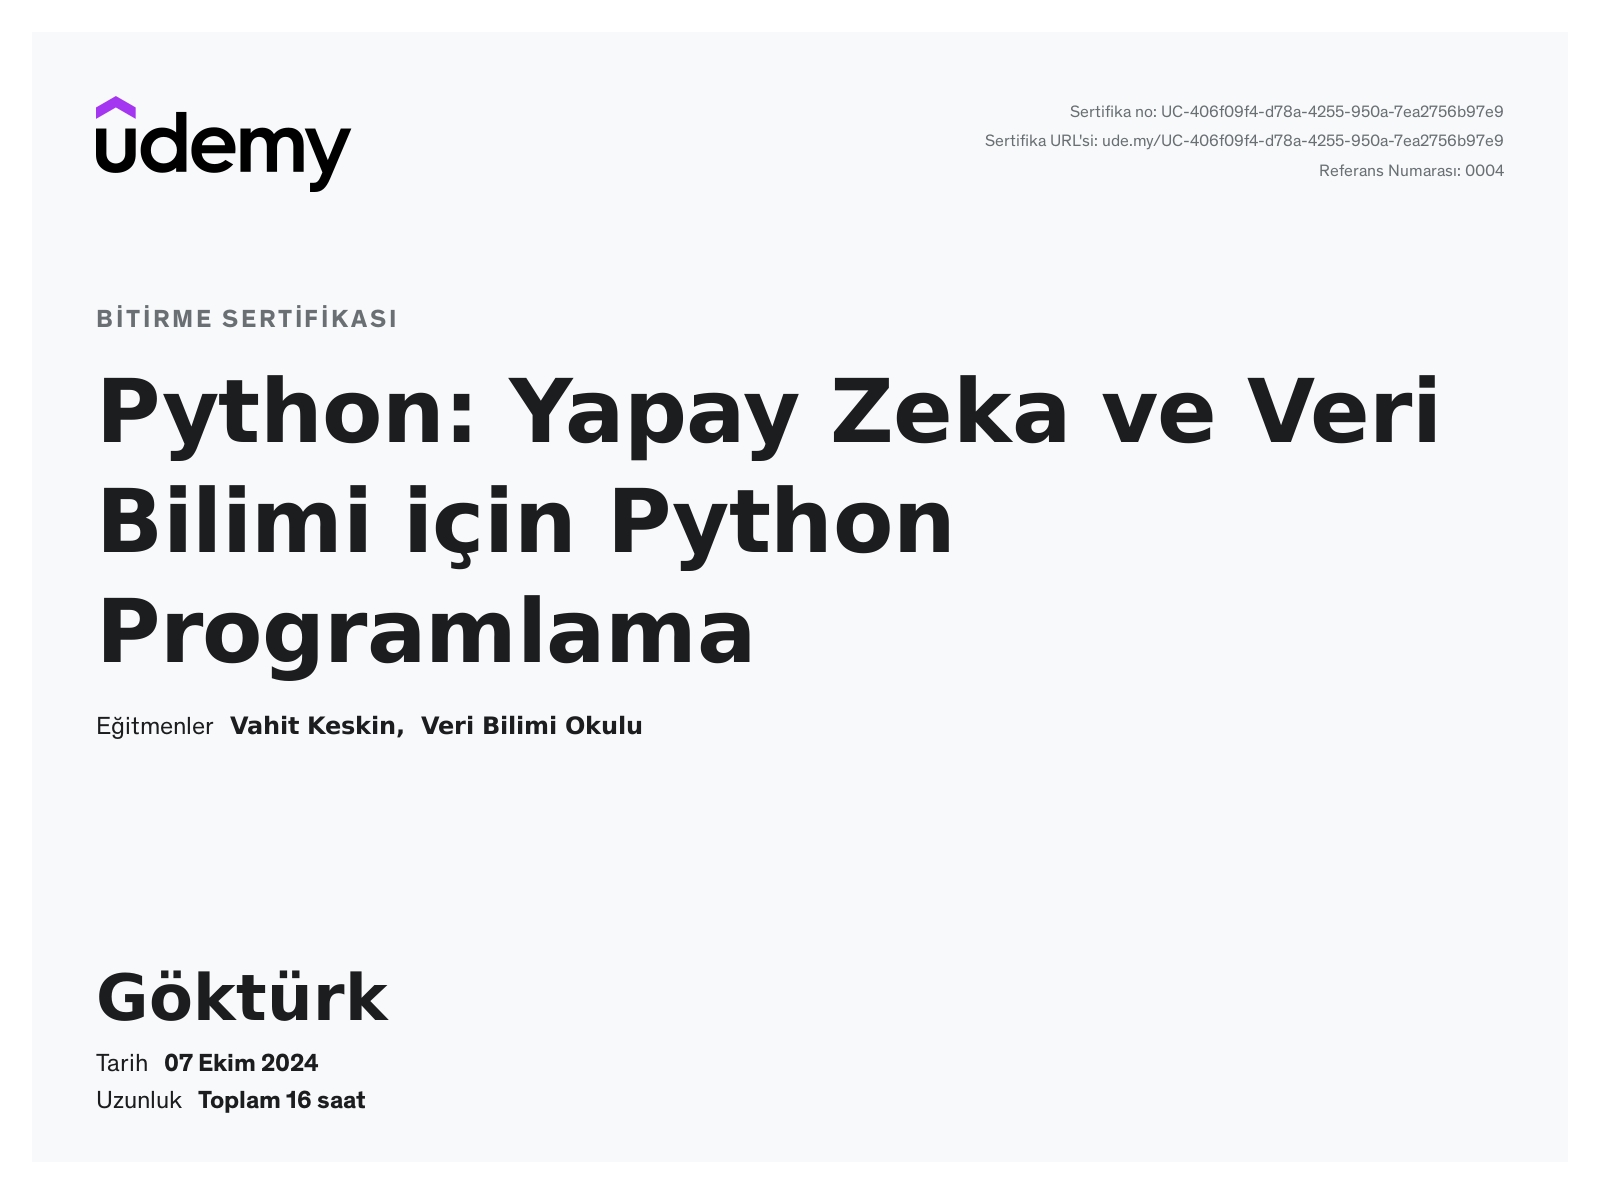 udemy
Sertifika no: UC-406f09f4-d78a-4255-950a-7ea2756b97e9
Sertifika URL'si: ude.my/UC-406f09f4-d78a-4255-950a-7ea2756b97e9
Referans Numarası: 0004
BİTİRME SERTİFİKASI
Python: Yapay Zeka ve Veri
Bilimi için Python
Programlama
Eğitmenler Vahit Keskin, Veri Bilimi Okulu
Göktürk
Tarih 07 Ekim 2024
Uzunluk Toplam 16 saat